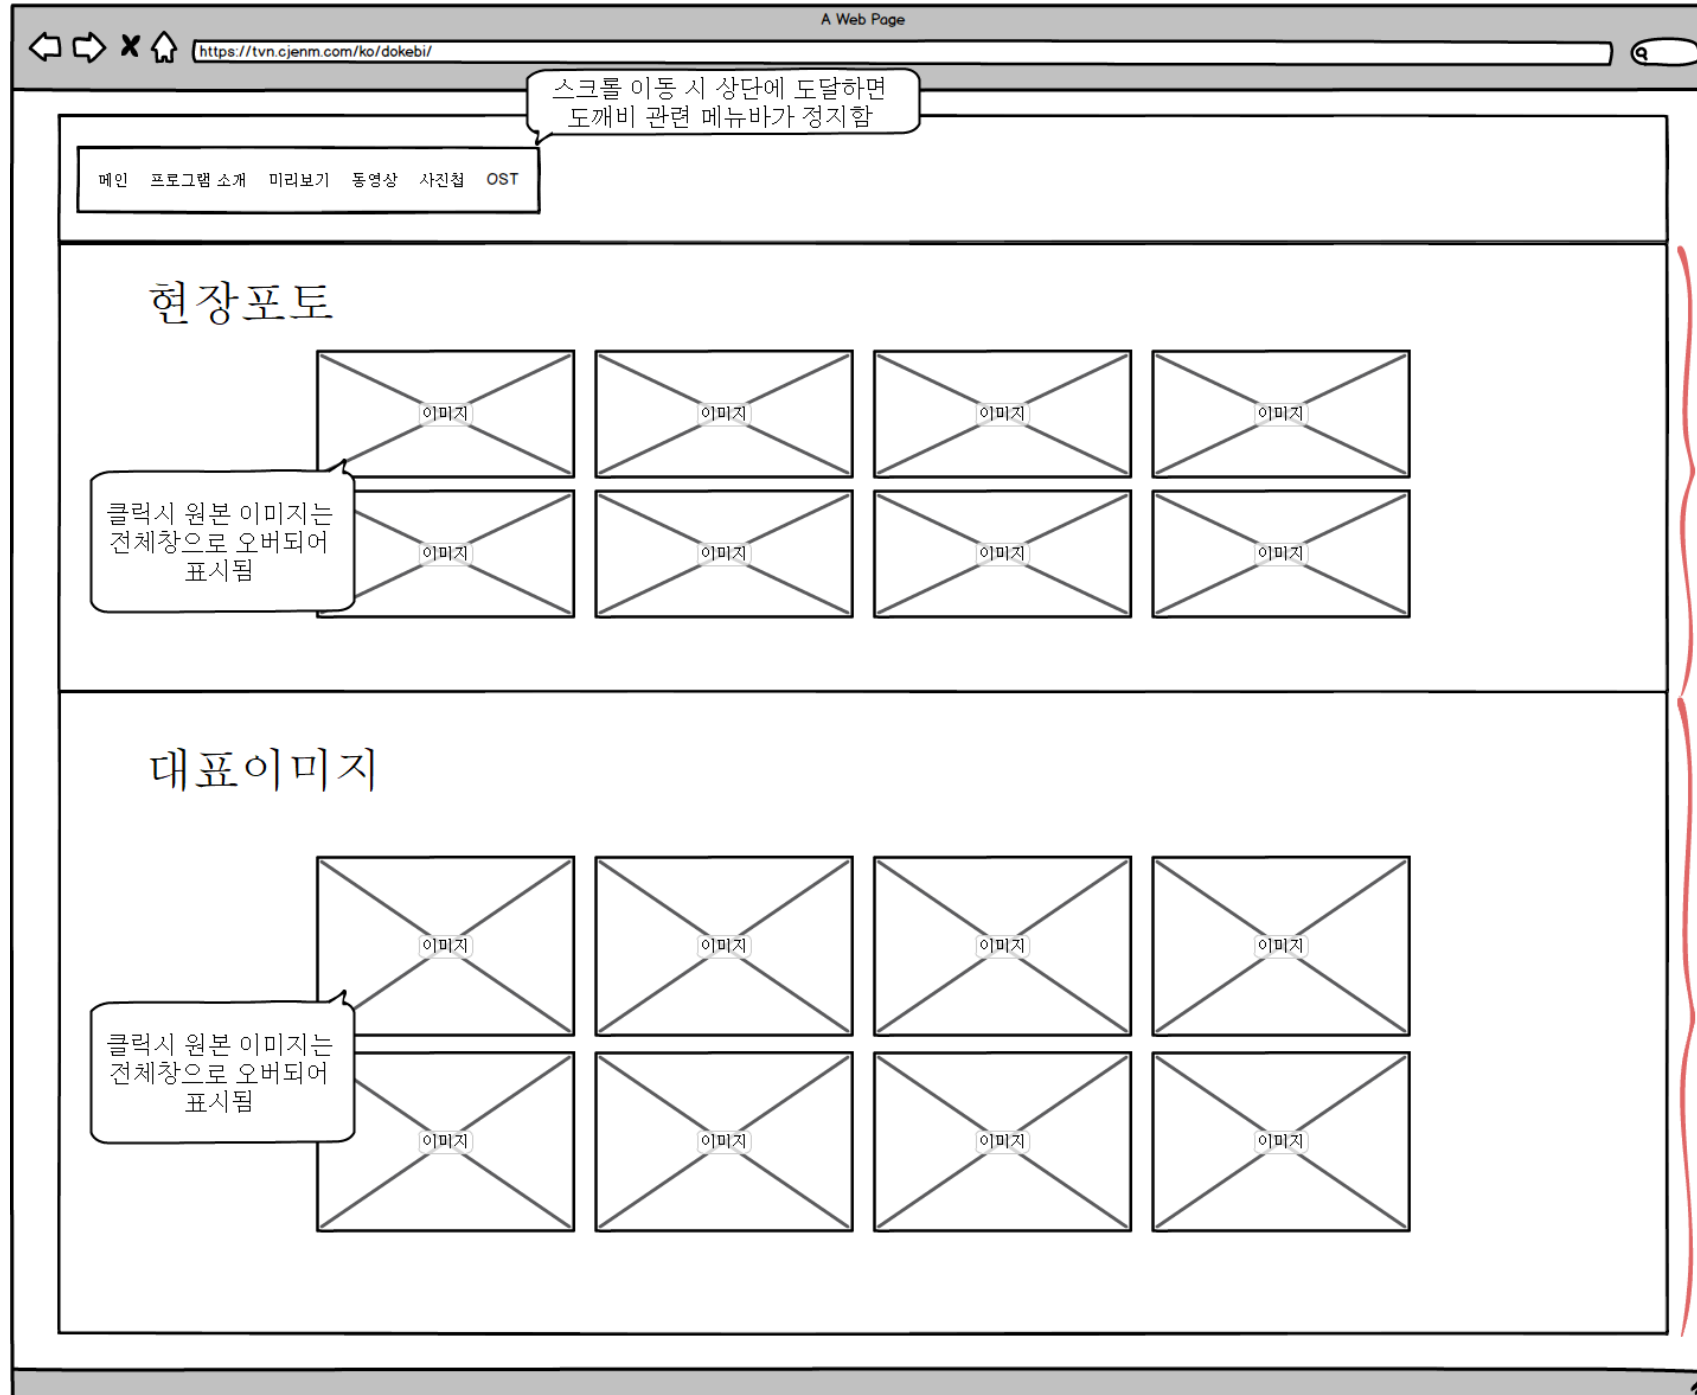 A Web Page
https://tvn.cjenm.com/ko/dokebi/
스크롤 이동 시 상단에 도달하면
도깨비 관련 메뉴바가 정지함
메인 프로그램 소개 미리보기 동영상 사진첩 OST
현장포토
이미지 이미지 이미지 이미지
클릭시 원본 이미지는
전체창으로 오버되어
표시됨
이미지 이미지 이미지 이미지
대표이미지
이미지 이미지 이미지 이미지
클릭시 원본 이미지는
전체창으로 오버되어
표시됨
이미지 이미지 이미지 이미지